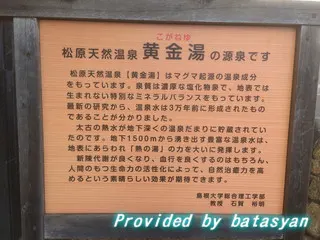 こがねゆ
松原天然温泉 黄金湯 の源泉です
松原天然温泉【黄金湯】はマグマ起源の温泉成分
をもっています。泉質は濃厚な塩化物泉で、地表では
生まれない特別なミネラルバランスをもっています。
最新の研究から、温泉水は3万年前に形成されたもの
であることが分かりました。
太古の熱水が地下深くの温泉だまりに貯蔵されてい
たのです。地下1500mから湧き出す豊富な温泉水は、
地表にあらわれ「熱の湯」の力を大いに発揮します。
新陳代謝が良くなり、血行を良くするのはもちろん、
人間のもつ生命力の活性化によって、自然治癒力を高
めるという素晴らしい効果が期待できます。
島根大学総合理工学部
教授 石賀 裕明
Provided by batasyan